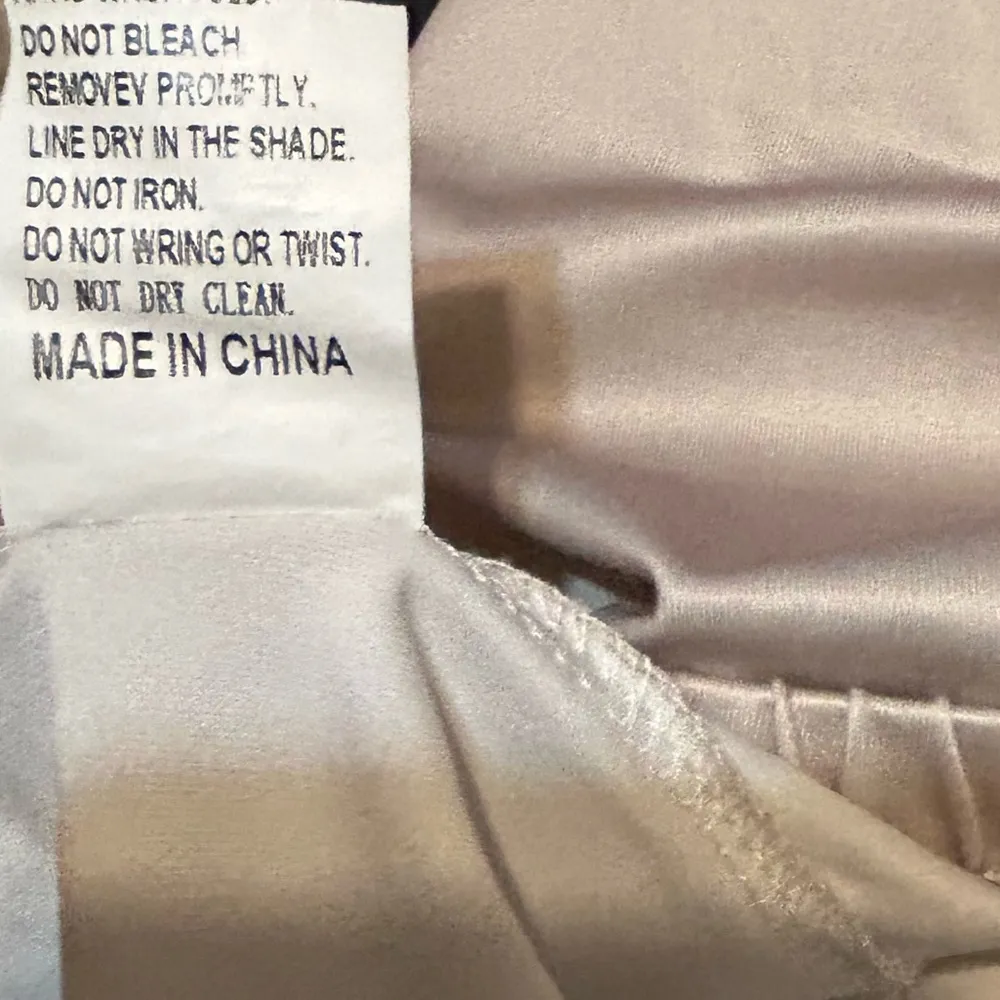 DO NOT BLEACH
REMOVEV PROMPTLY.
LINE DRY IN THE SHADE.
DO NOT IRON.
DO NOT WRING OR TWIST.
DO NOT DRY CLEAN.
MADE IN CHINA